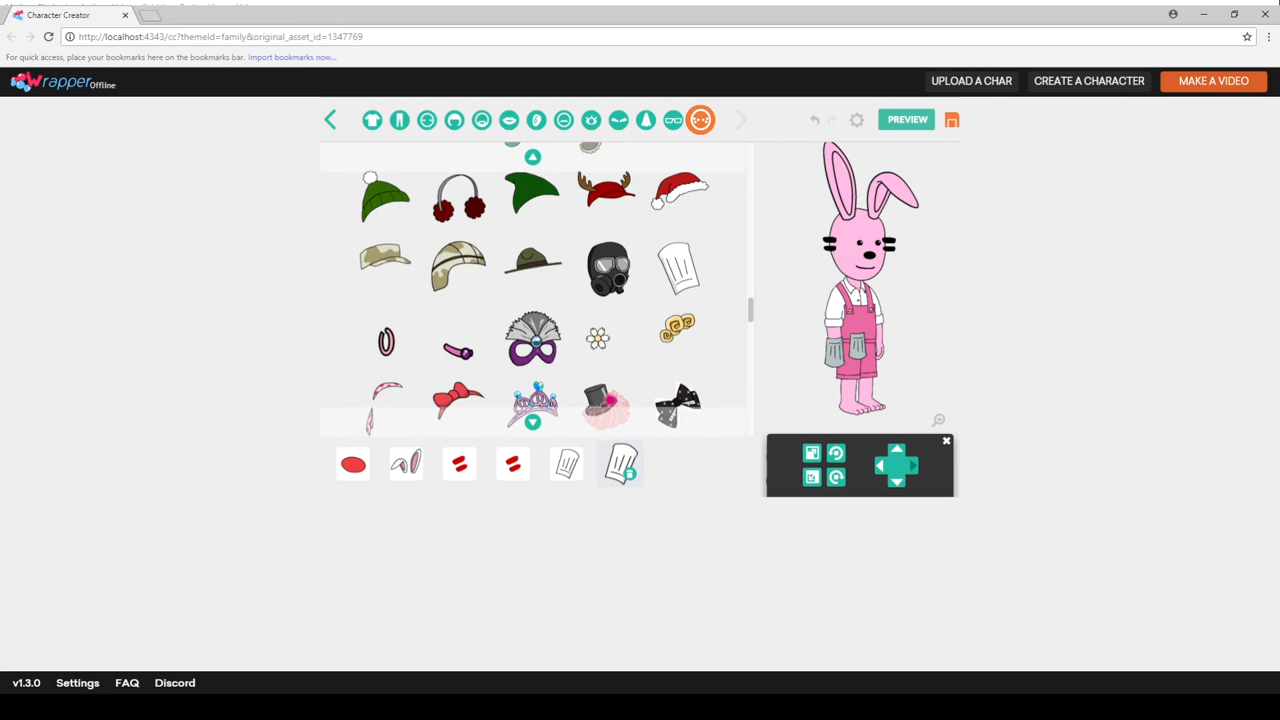 Character Creator
http://localhost:4343/cc?themeId=family&original_asset_id=1347769
For quick access, place your bookmarks here on the bookmarks bar. Import bookmarks now...
Wrapper Offline
UPLOAD A CHAR
CREATE A CHARACTER
MAKE A VIDEO
PREVIEW
v1.3.0
Settings
FAQ
Discord